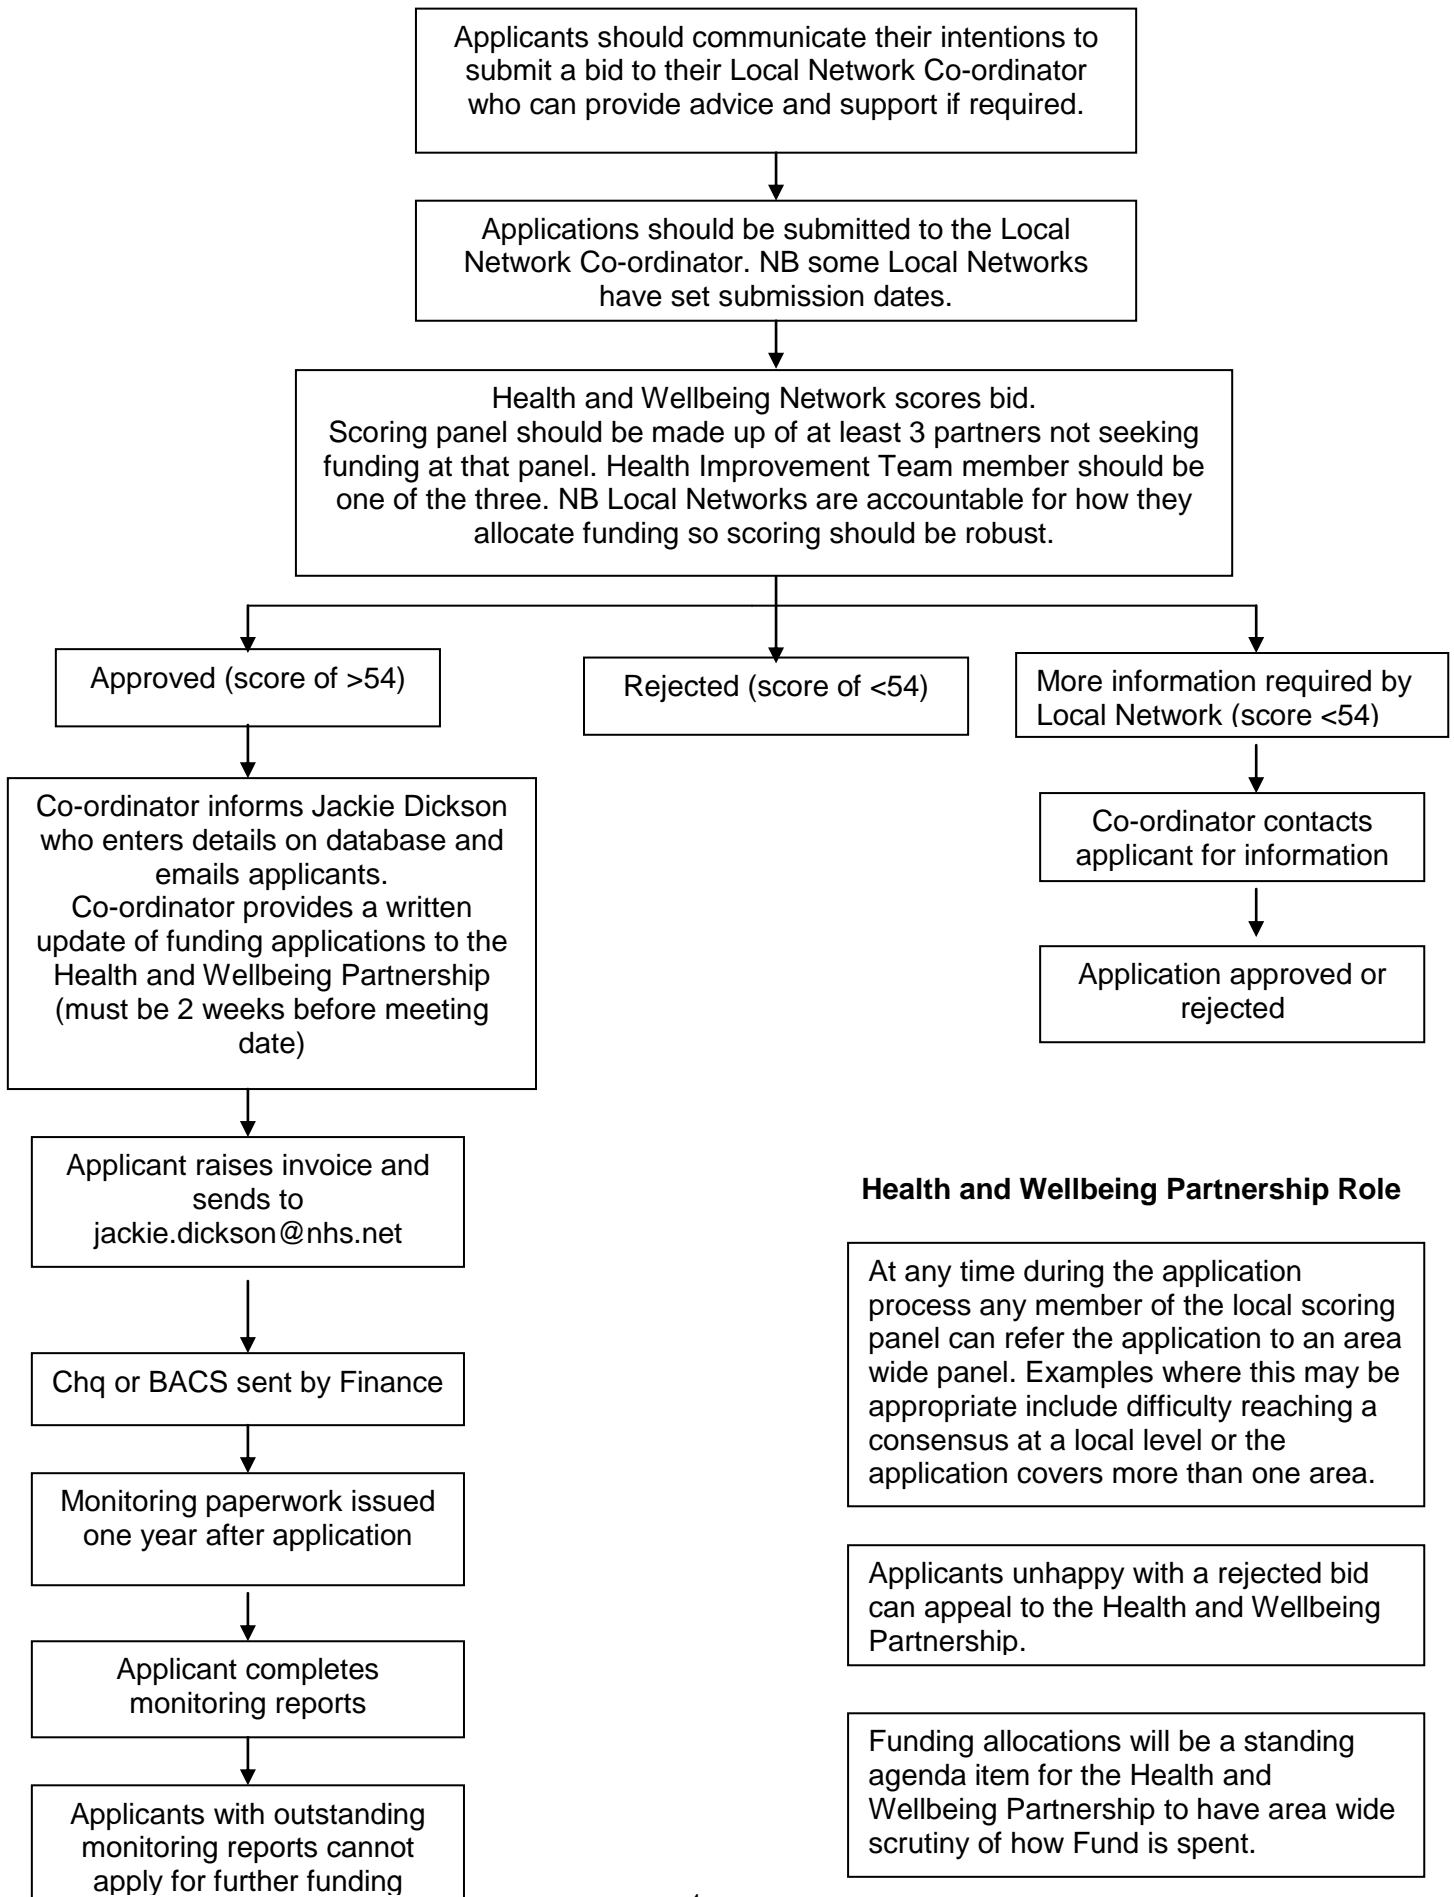 Applicants should communicate their intentions to
submit a bid to their Local Network Co-ordinator
who can provide advice and support if required.
Applications should be submitted to the Local
Network Co-ordinator. NB some Local Networks
have set submission dates.
Health and Wellbeing Network scores bid.
Scoring panel should be made up of at least 3 partners not seeking
funding at that panel. Health Improvement Team member should be
one of the three. NB Local Networks are accountable for how they
allocate funding so scoring should be robust.
Approved (score of >54)
Rejected (score of <54)
More information required by
Local Network (score <54)
Co-ordinator informs Jackie Dickson
who enters details on database and
emails applicants.
Co-ordinator provides a written
update of funding applications to the
Health and Wellbeing Partnership
(must be 2 weeks before meeting
date)
Co-ordinator contacts
applicant for information
Application approved or
rejected
Applicant raises invoice and
sends to
jackie.dickson@nhs.net
Chq or BACS sent by Finance
Monitoring paperwork issued
one year after application
Applicant completes
monitoring reports
Applicants with outstanding
monitoring reports cannot
apply for further funding
Health and Wellbeing Partnership Role
At any time during the application
process any member of the local scoring
panel can refer the application to an area
wide panel. Examples where this may be
appropriate include difficulty reaching a
consensus at a local level or the
application covers more than one area.
Applicants unhappy with a rejected bid
can appeal to the Health and Wellbeing
Partnership.
Funding allocations will be a standing
agenda item for the Health and
Wellbeing Partnership to have area wide
scrutiny of how Fund is spent.